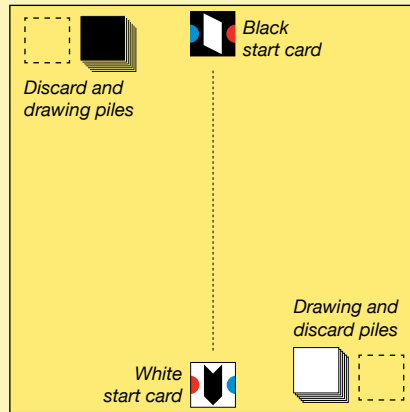 Black
start card
Discard and
drawing piles
Drawing and
discard piles
White
start card